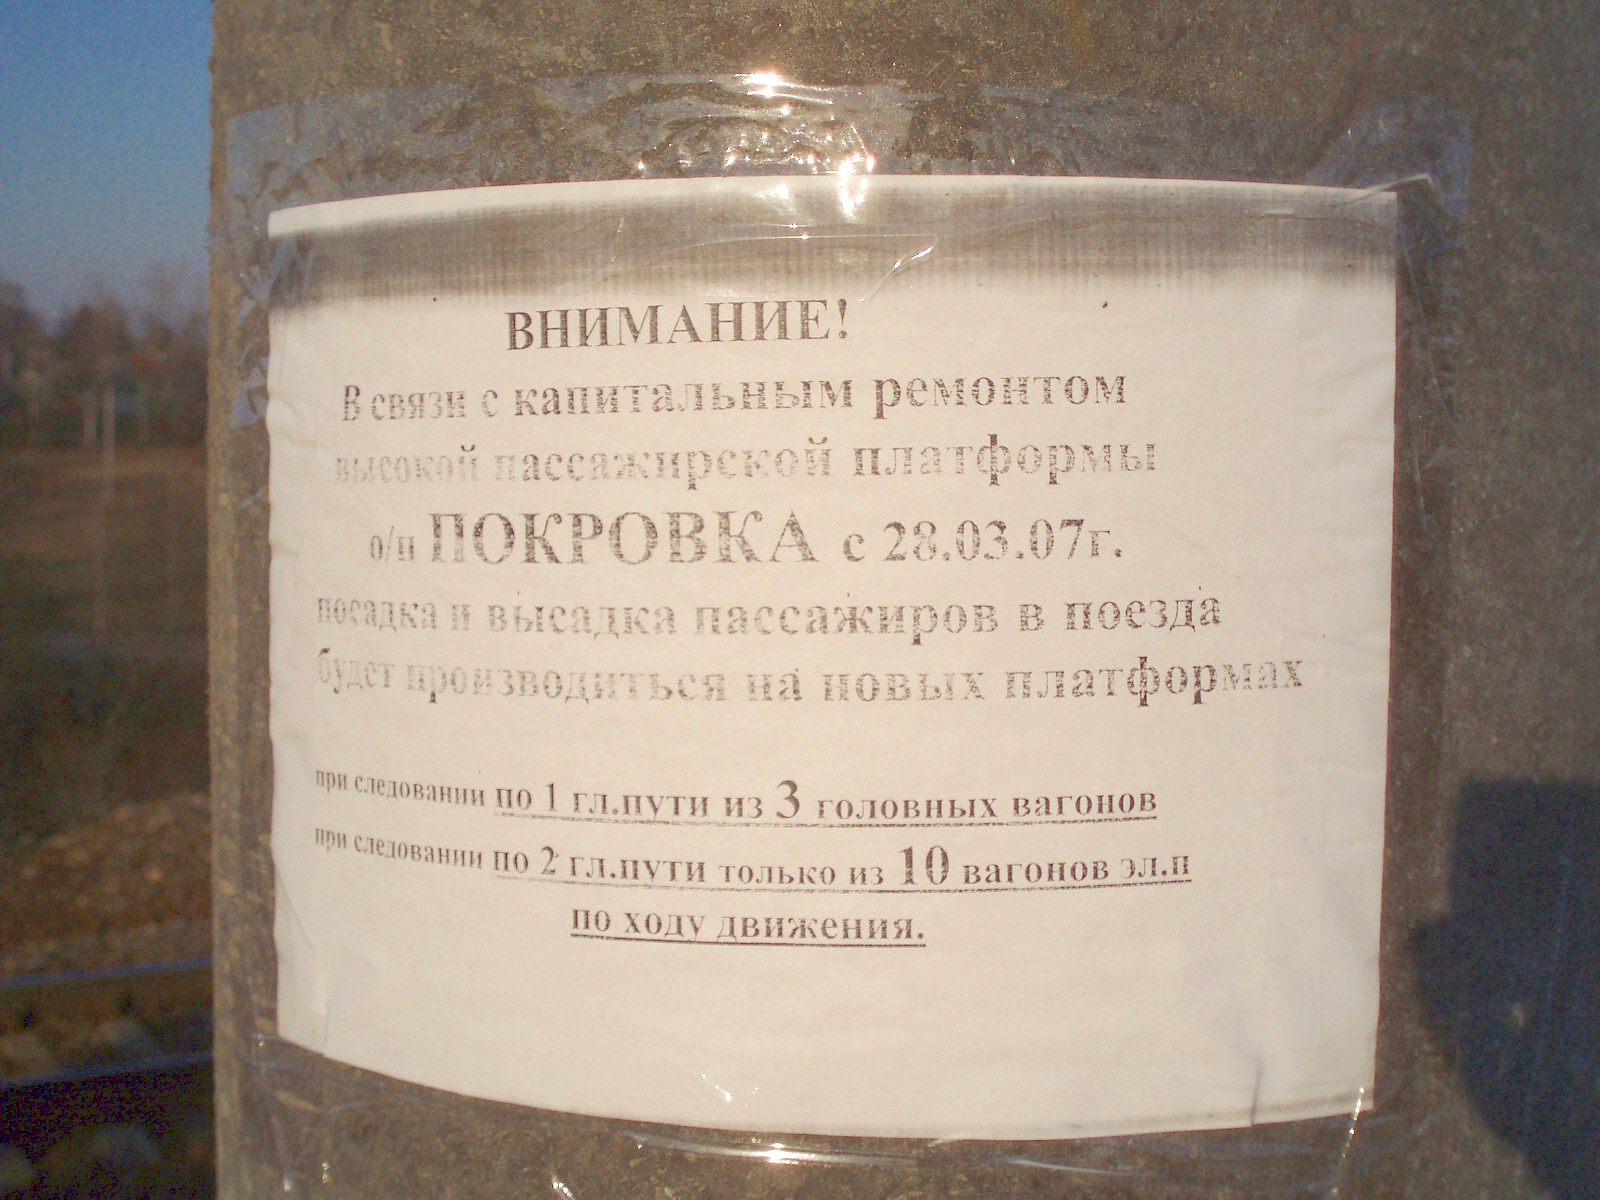 ВНИМАНИЕ!
В связи с капитальным ремонтом
высокой пассажирской платформы
о/п ПОКРОВКА с 28.03.07г.
посадка и высадка пассажиров в поезда
будет производиться на новых платформах
при следовании по 1 гл.пути из 3 головных вагонов
при следовании по 2 гл.пути только из 10 вагонов эл.п
по ходу движения.